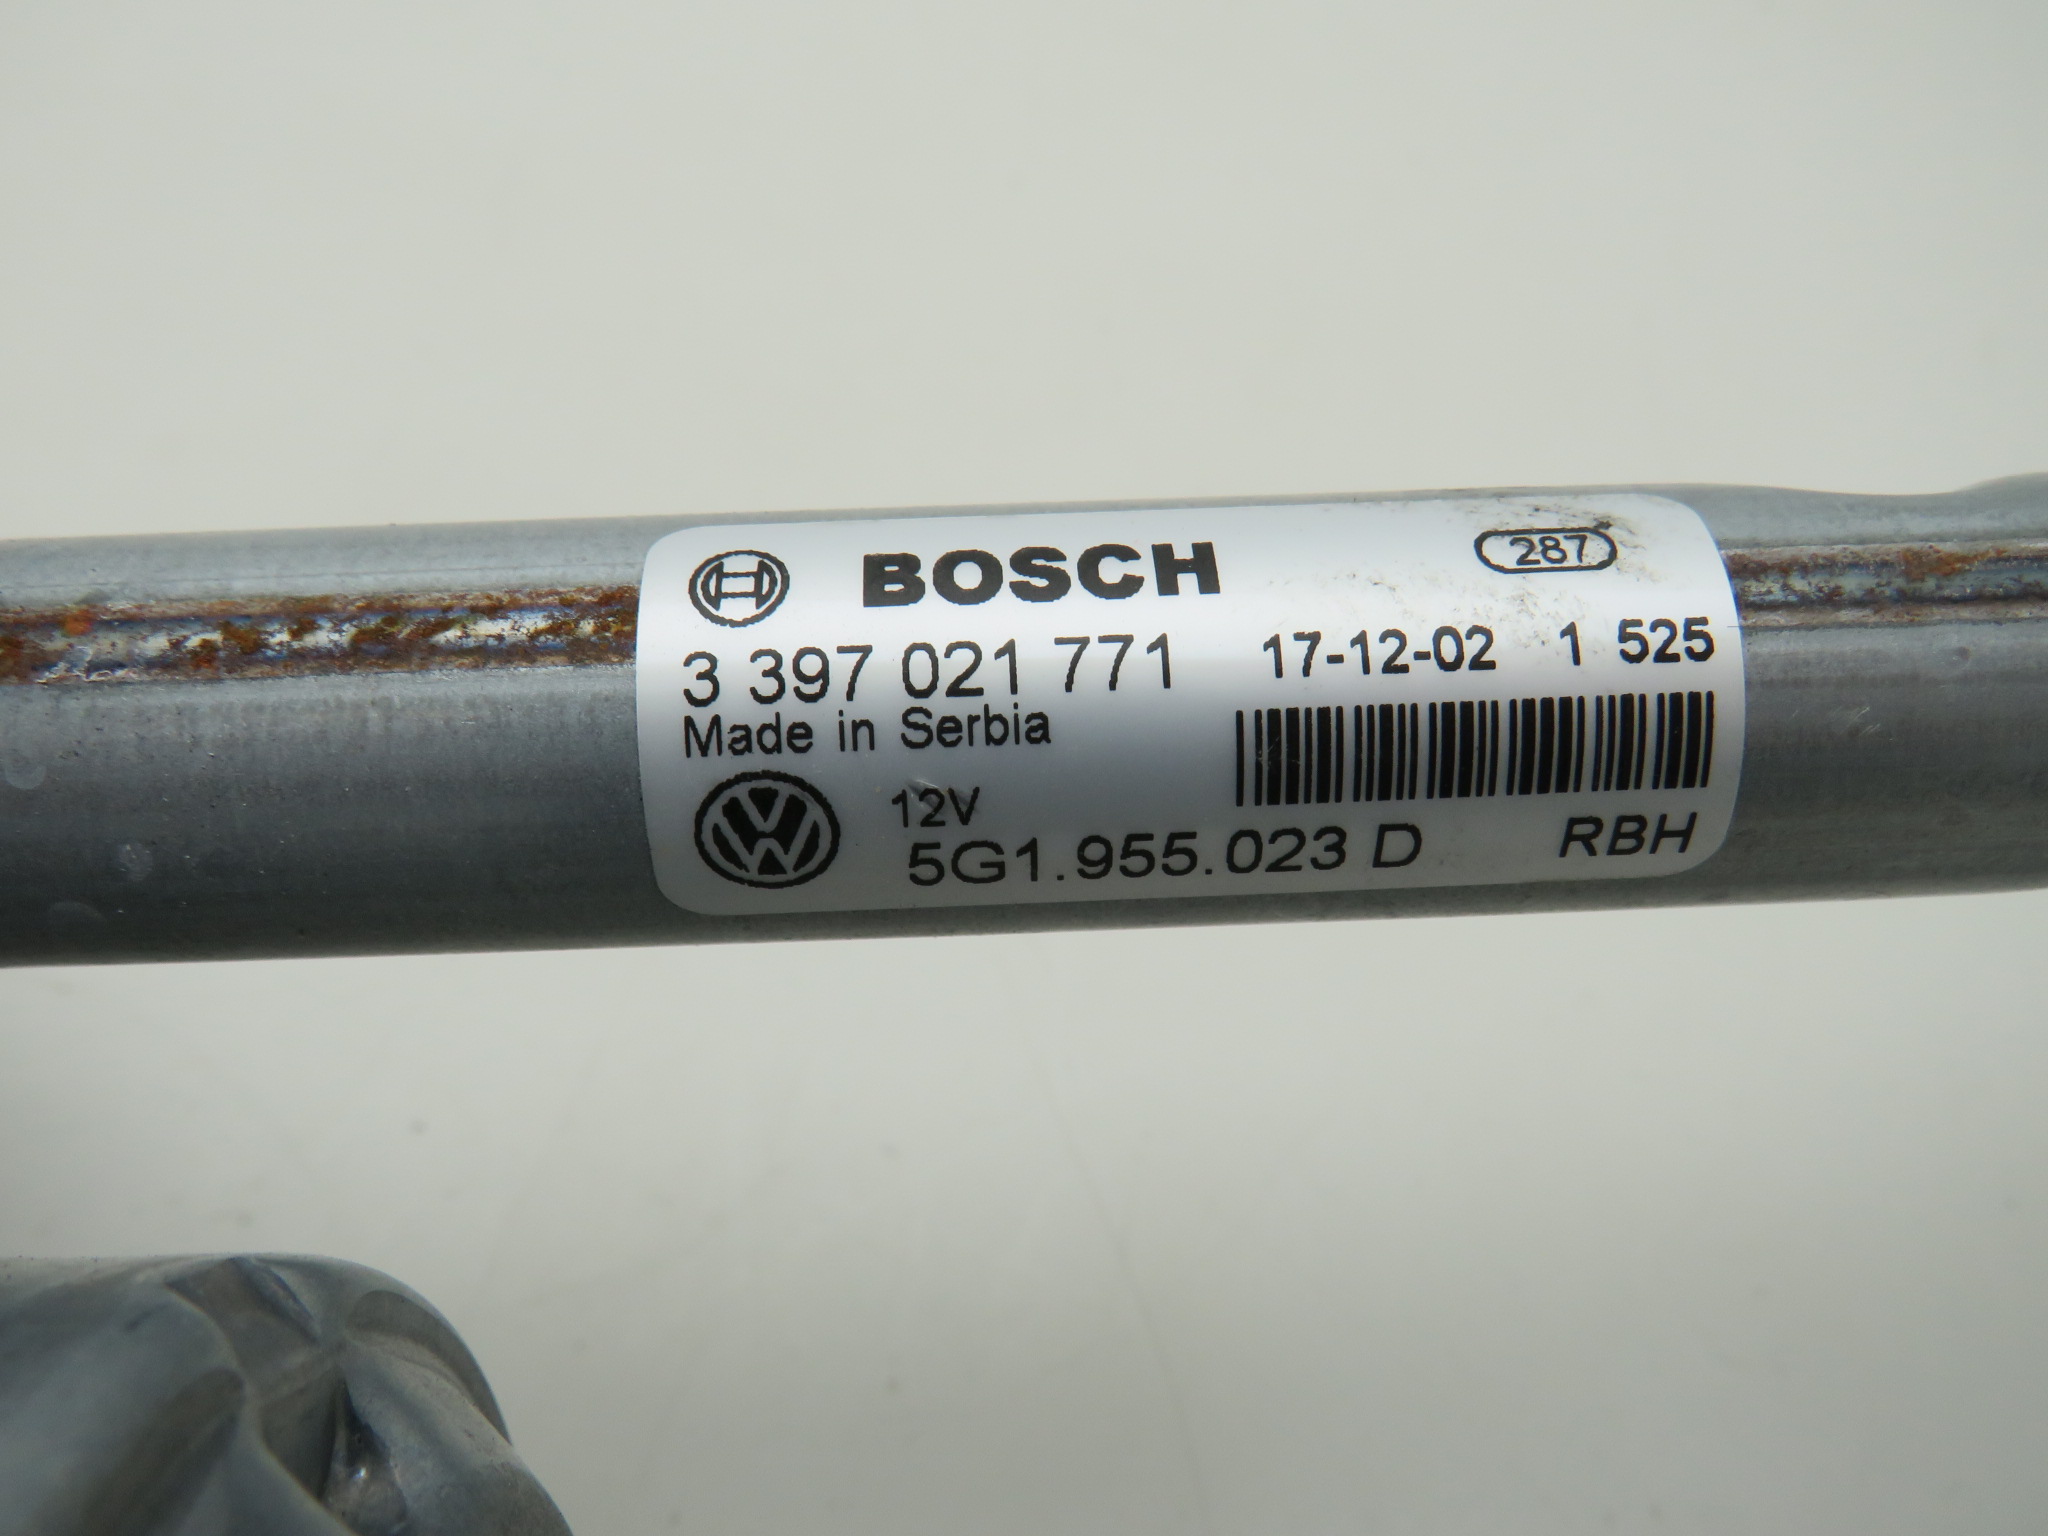 BOSCH 287
3 397 021 771 17-12-02 1 525
Made in Serbia
12V
5G1.955.023 D RBH